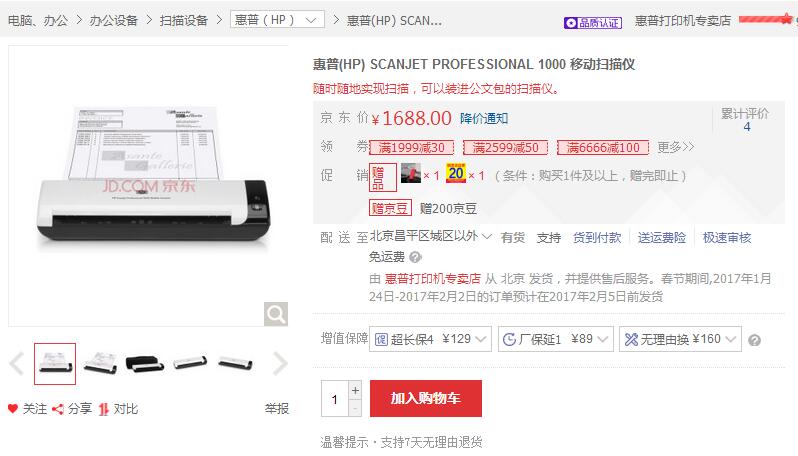 电脑、办公 > 办公设备 > 扫描设备 > 惠普（HP） > 惠普(HP) SCAN...
品质认证 惠普打印机专卖店
惠普(HP) SCANJET PROFESSIONAL 1000 移动扫描仪
随时随地实现扫描，可以装进公文包的扫描仪。
京东价 ¥1688.00 降价通知
累计评价
4
领券 满1999减30 满2599减50 满6666减100 更多>>
促销 赠品 × 1 20 × 1 （ 条件：购买1件及以上，赠完即止）
赠京豆 赠200京豆
配送至 北京昌平区城区以外 有货 支持 货到付款 送运费险 极速审核
免运费
由 惠普打印机专卖店 从 北京 发货，并提供售后服务。春节期间,2017年1月
24日-2017年2月2日的订单预计在2017年2月5日前发货
增值保障 超长保4 ¥129 厂保延1 ¥89 无理由换 ¥160
1 + - 加入购物车
温馨提示·支持7天无理由退货
JD.COM 京东
关注 分享 对比 举报